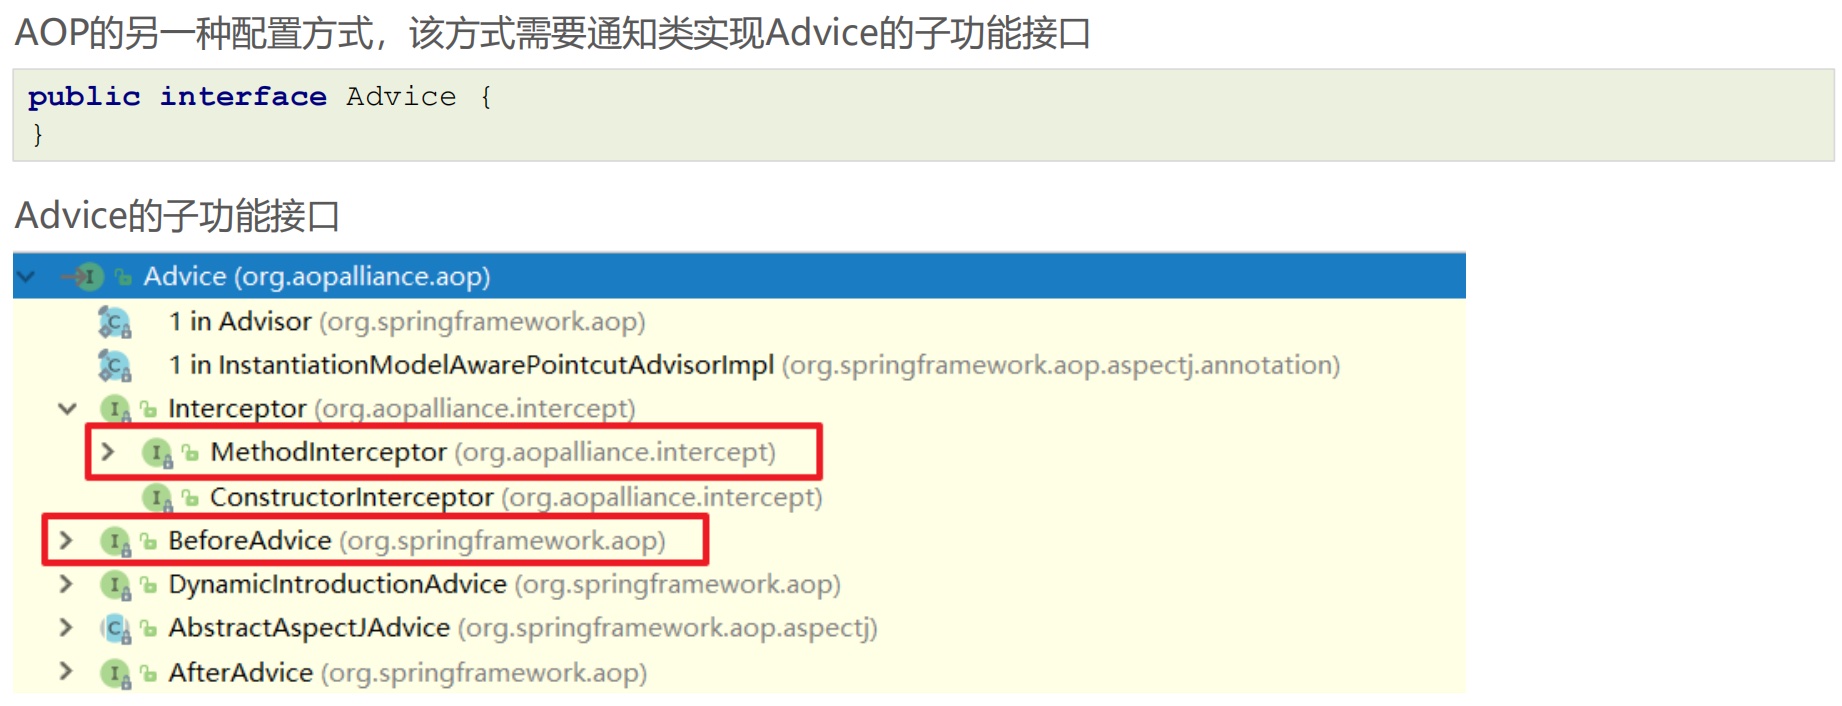 AOP的另一种配置方式，该方式需要通知类实现Advice的子功能接口
public interface Advice {
}
Advice的子功能接口
Advice (org.aopalliance.aop)
1 in Advisor (org.springframework.aop)
1 in InstantiationModelAwarePointcutAdvisorImpl (org.springframework.aop.aspectj.annotation)
Interceptor (org.aopalliance.intercept)
MethodInterceptor (org.aopalliance.intercept)
ConstructorInterceptor (org.aopalliance.intercept)
BeforeAdvice (org.springframework.aop)
DynamicIntroductionAdvice (org.springframework.aop)
AbstractAspectJAdvice (org.springframework.aop.aspectj)
AfterAdvice (org.springframework.aop)